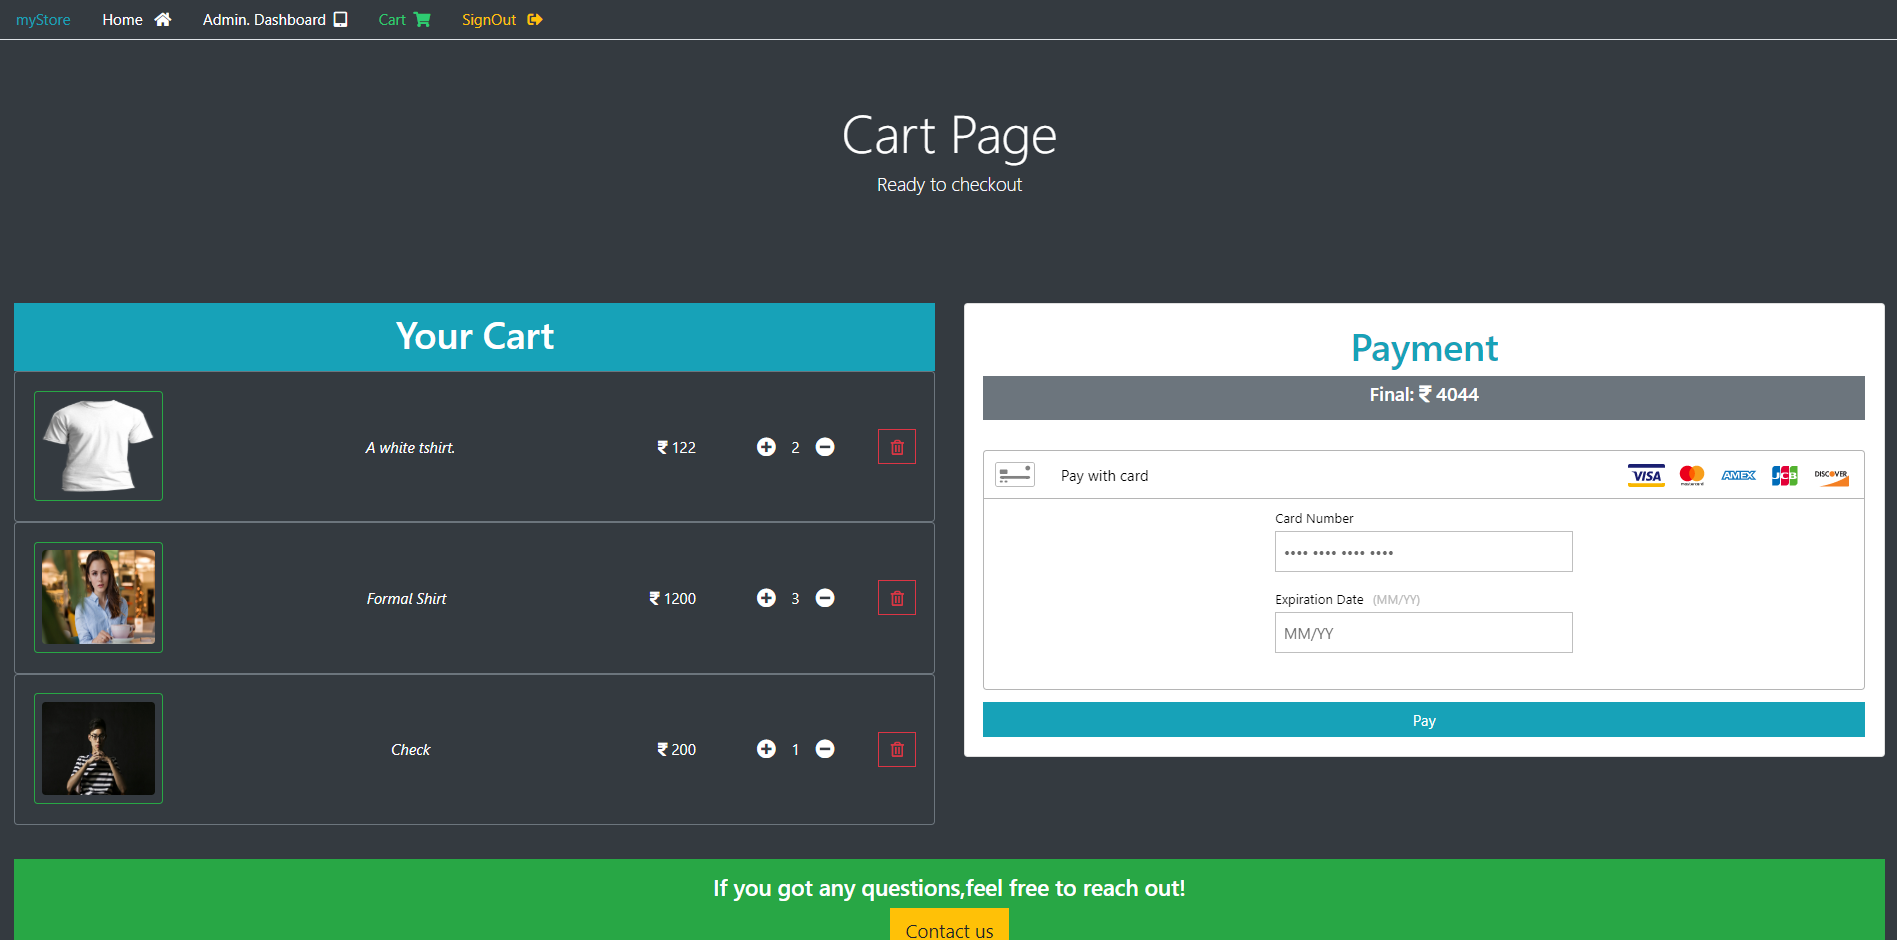 myStore Home Admin. Dashboard Cart SignOut
Cart Page
Ready to checkout
Your Cart
A white tshirt. ₹ 122 2
Formal Shirt ₹ 1200 3
Check ₹ 200 1
Payment
Final: ₹ 4044
Pay with card VISA mastercard AMEX JCB DISCOVER
Card Number
•••• •••• •••• ••••
Expiration Date (MM/YY)
MM/YY
Pay
If you got any questions,feel free to reach out!
Contact us